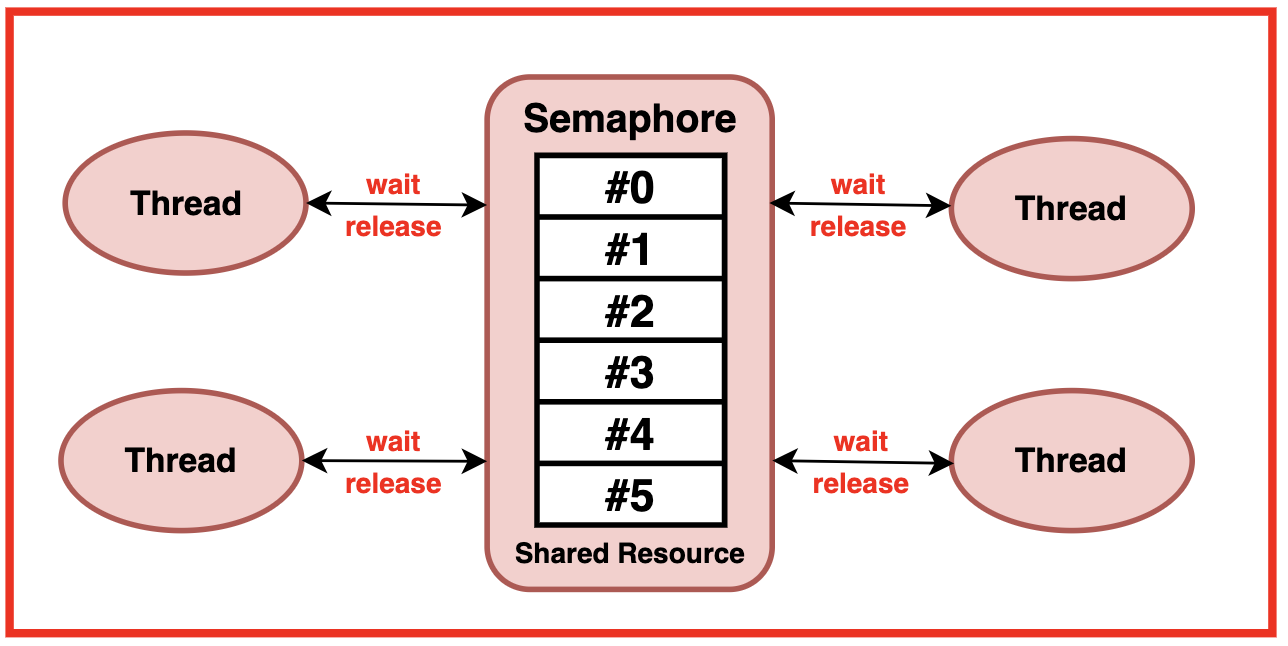 Semaphore
Thread
wait
release
#0
wait
release
Thread
#1
#2
#3
Thread
wait
release
#4
wait
release
Thread
#5
Shared Resource